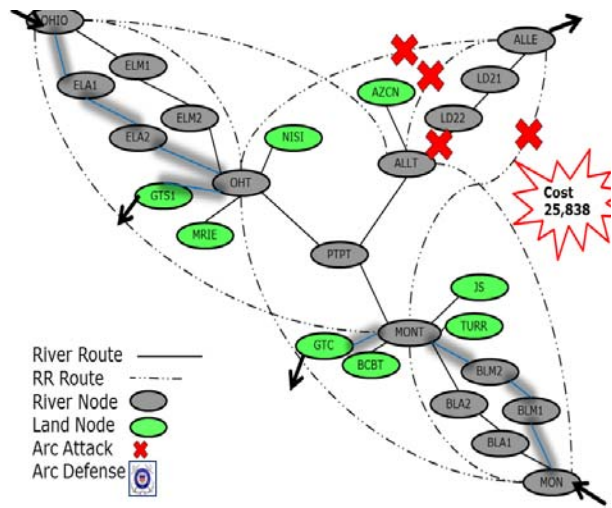 OHIO
ALLE
ELM1
LD21
ELA1
AZCN
ELM2
LD22
ELA2
NISI
ALLT
OHT
GTS1
Cost
25,838
MRIE
PTPT
JS
TURR
MONT
GTC
River Route
BCBT
BLM2
RR Route
BLA2
BLM1
River Node
Land Node
BLA1
Arc Attack
Arc Defense
MON